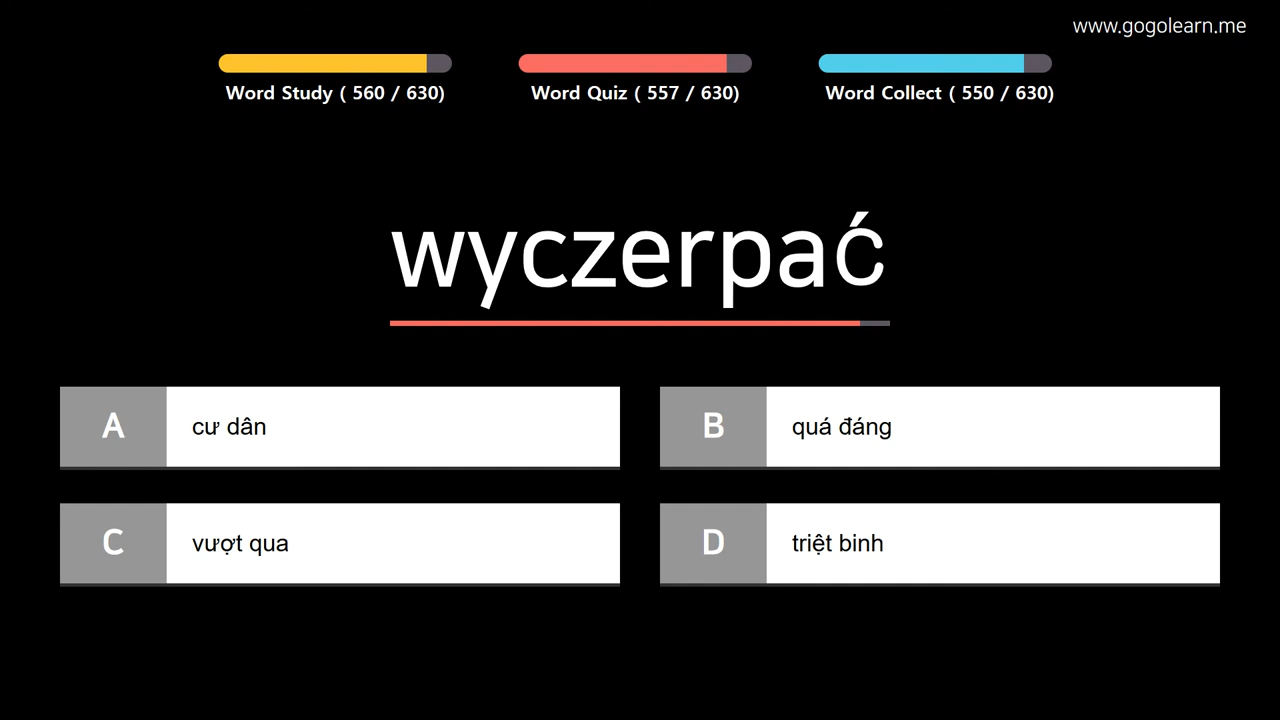 www.gogolearn.me
Word Study ( 560 / 630)
Word Quiz ( 557 / 630)
Word Collect ( 550 / 630)
wyczerpać
A cư dân
B quá đáng
C vượt qua
D triệt binh